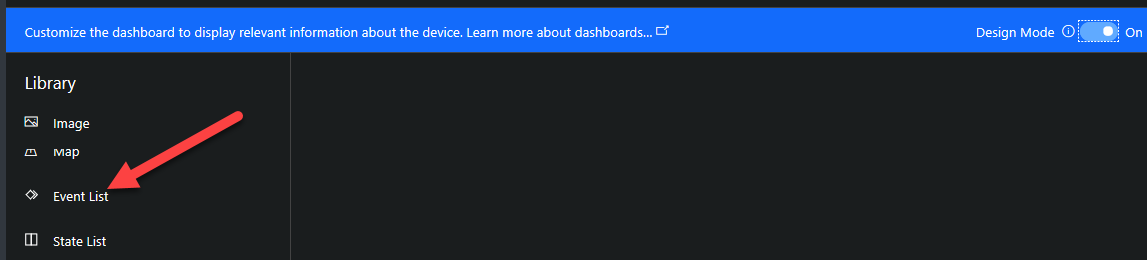 Customize the dashboard to display relevant information about the device. Learn more about dashboards...
Design Mode On
Library
Image
Map
Event List
State List